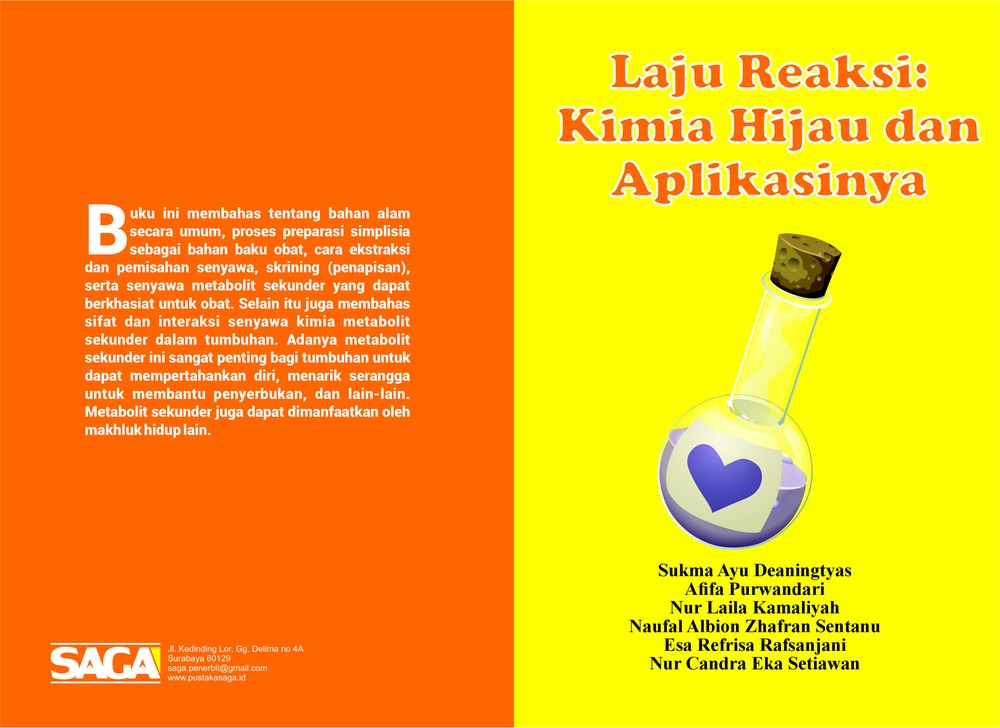 Buku ini membahas tentang bahan alam
secara umum, proses preparasi simplisia
sebagai bahan baku obat, cara ekstraksi
dan pemisahan senyawa, skrining (penapisan),
serta senyawa metabolit sekunder yang dapat
berkhasiat untuk obat. Selain itu juga membahas
sifat dan interaksi senyawa kimia metabolit
sekunder dalam tumbuhan. Adanya metabolit
sekunder ini sangat penting bagi tumbuhan untuk
dapat mempertahankan diri, menarik serangga
untuk membantu penyerbukan, dan lain-lain.
Metabolit sekunder juga dapat dimanfaatkan oleh
makhluk hidup lain.
SAGA
Jl. Kedinding Lor, Gg. Delima no 4A
Surabaya 60129
saga.penerbit@gmail.com
www.pustakasaga.id
Laju Reaksi:
Kimia Hijau dan
Aplikasinya
Sukma Ayu Deaningtyas
Afifa Purwandari
Nur Laila Kamaliyah
Naufal Albion Zhafran Sentanu
Esa Refrisa Rafsanjani
Nur Candra Eka Setiawan